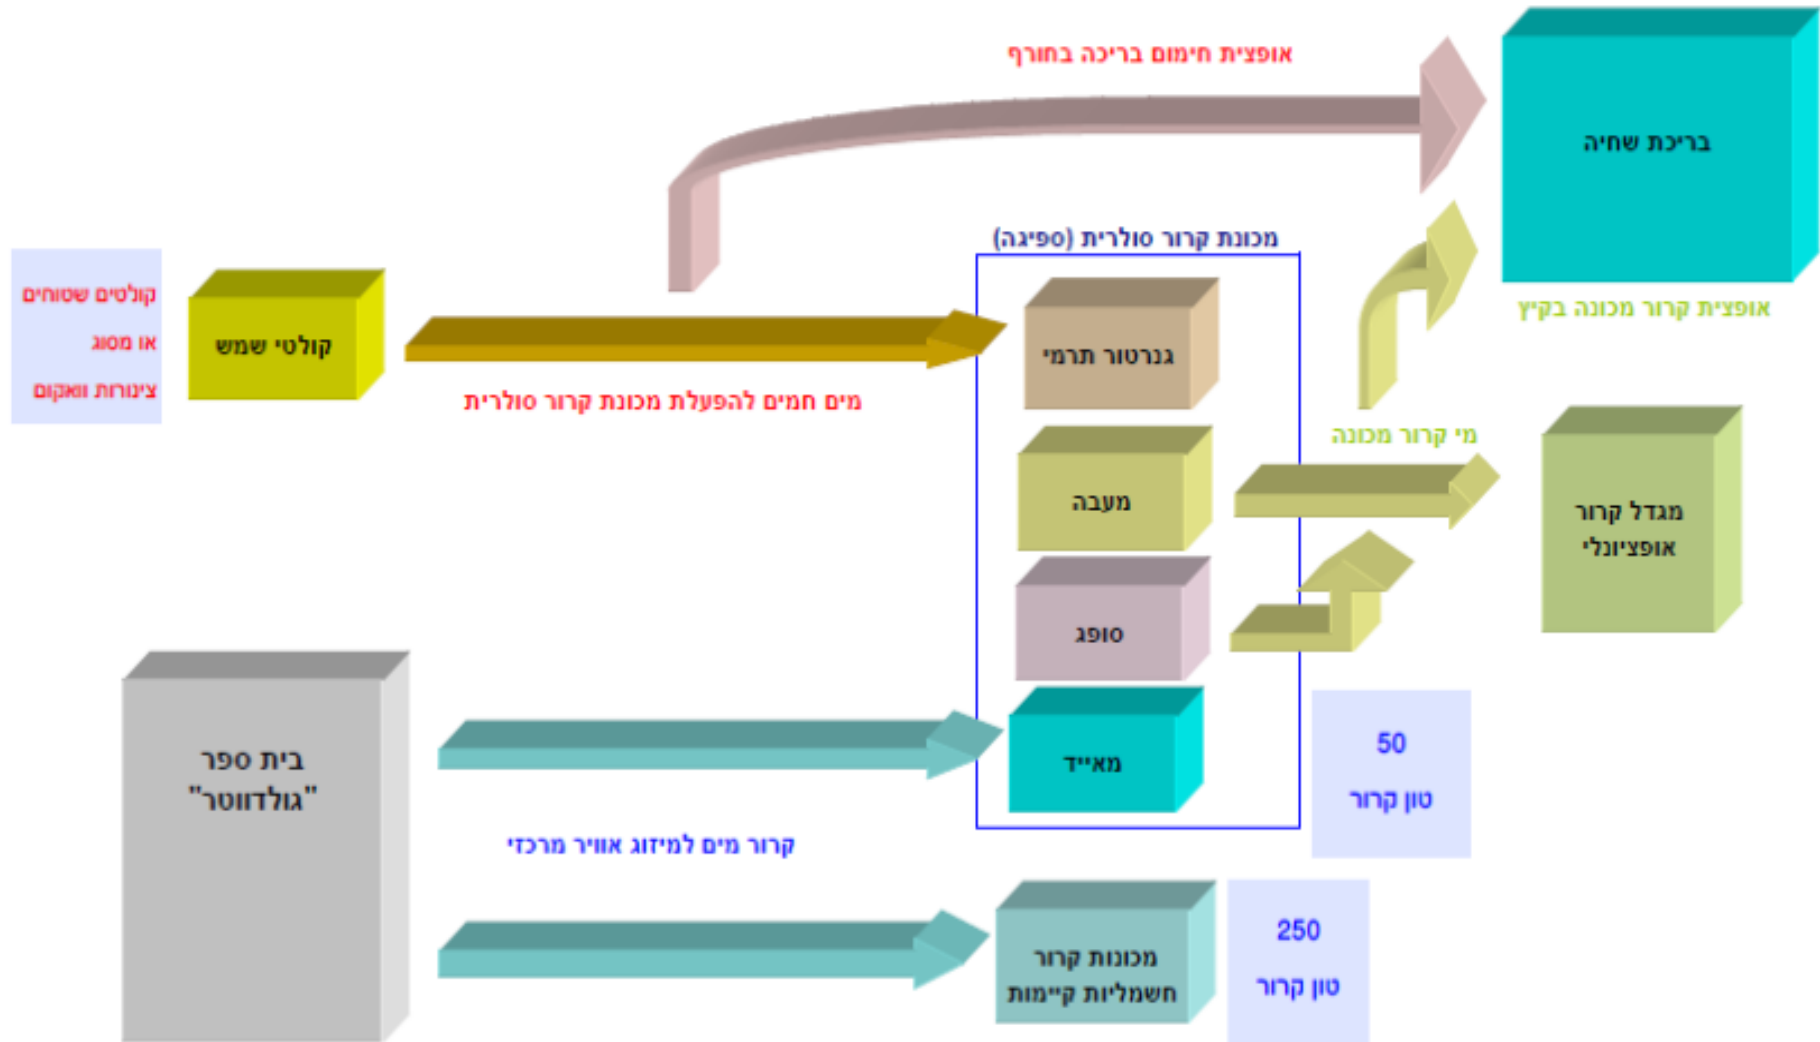 אופצית חימום בריכה בחורף
בריכת שחיה
מכונת קרור סולרית (ספיגה)
קולטים שטוחים
או מסוג
צינורות וואקום
קולטי שמש
גנרטור תרמי
אופצית קרור מכונה בקיץ
מים חמים להפעלת מכונת קרור סולרית
מי קרור מכונה
מעבה
מגדל קרור
אופציונלי
סופג
בית ספר
"גולדווטר"
מאייד
50
טון קרור
קרור מים למיזוג אוויר מרכזי
מכונות קרור
חשמליות קיימות
250
טון קרור